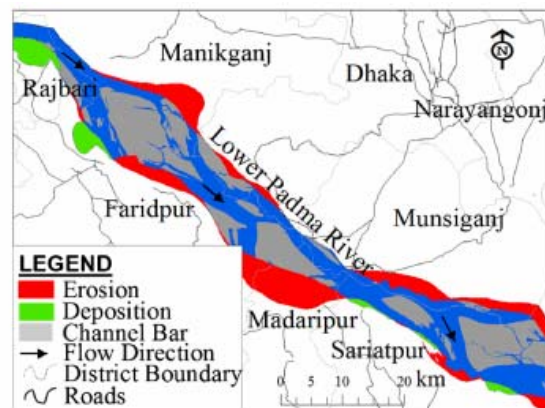 Manikganj
Dhaka
N
Rajbari
Narayangonj
Lower Padma River
Faridpur
Munsiganj
LEGEND
Erosion
Deposition
Channel Bar
Flow Direction
District Boundary
Roads
Madaripur
Sariatpur
0 10 20 km